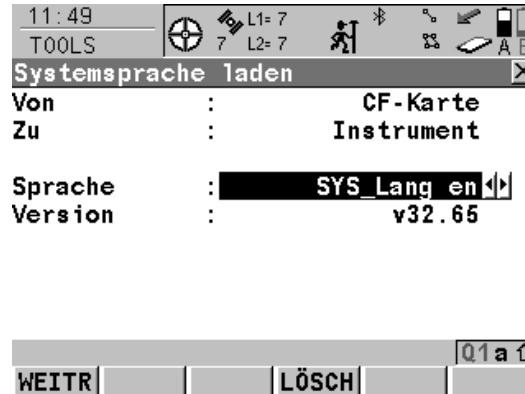 11:49
TOOLS
L1= 7
7 L2= 7
A
Systemsprache laden
Von : CF-Karte
Zu : Instrument
Sprache : SYS_Lang en
Version : v32.65
Q1 a
WEITR LÖSCH